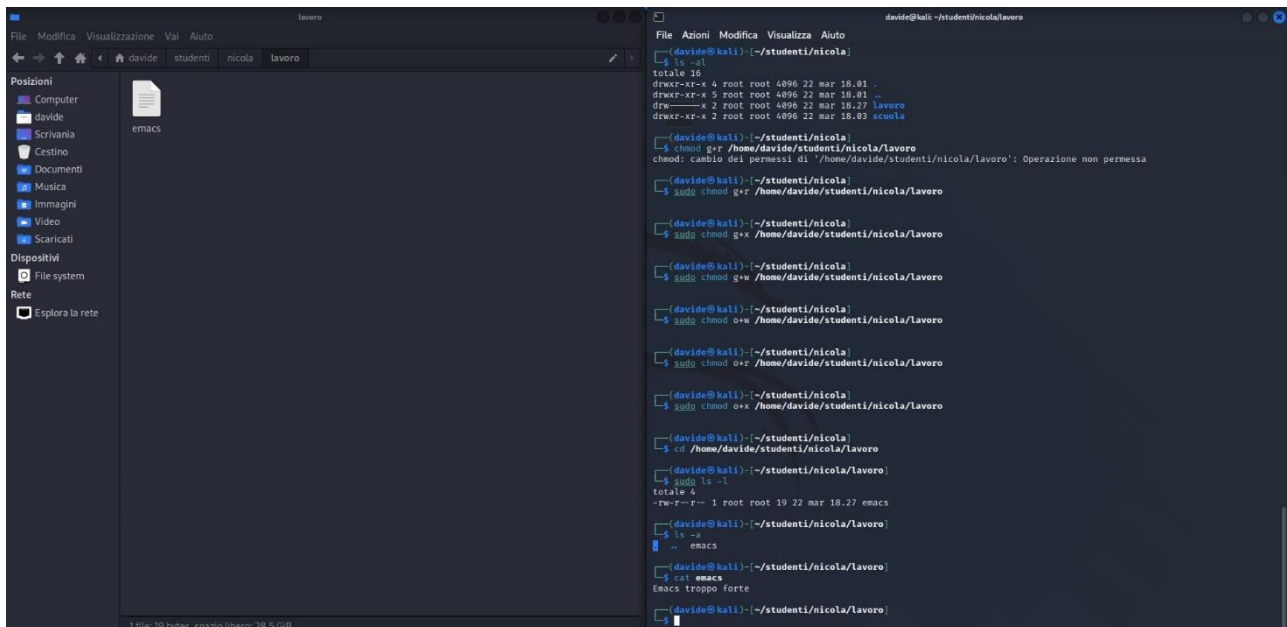 lavoro
File Modifica Visualizzazione Vai Aiuto
davide studenti nicola lavoro
Posizioni
Computer
davide
Scrivania
Cestino
Documenti
Musica
Immagini
Video
Scaricati
Dispositivi
File system
Rete
Esplora la rete
emacs
1 file: 19 bytes, spazio libero: 28,5 GiB
davide@kali: ~/studenti/nicola/lavoro
File Azioni Modifica Visualizza Aiuto
(davide㉿kali)-[~/studenti/nicola]
$ ls -al
totale 16
drwxr-xr-x 4 root root 4096 22 mar 18.01 .
drwxr-xr-x 5 root root 4096 22 mar 18.01 ..
drw------x 2 root root 4096 22 mar 18.27 lavoro
drwxr-xr-x 2 root root 4096 22 mar 18.03 scuola
(davide㉿kali)-[~/studenti/nicola]
$ chmod g+r /home/davide/studenti/nicola/lavoro
chmod: cambio dei permessi di '/home/davide/studenti/nicola/lavoro': Operazione non permessa
(davide㉿kali)-[~/studenti/nicola]
$ sudo chmod g+r /home/davide/studenti/nicola/lavoro
(davide㉿kali)-[~/studenti/nicola]
$ sudo chmod g+x /home/davide/studenti/nicola/lavoro
(davide㉿kali)-[~/studenti/nicola]
$ sudo chmod g+w /home/davide/studenti/nicola/lavoro
(davide㉿kali)-[~/studenti/nicola]
$ sudo chmod o+w /home/davide/studenti/nicola/lavoro
(davide㉿kali)-[~/studenti/nicola]
$ sudo chmod o+r /home/davide/studenti/nicola/lavoro
(davide㉿kali)-[~/studenti/nicola]
$ sudo chmod o+x /home/davide/studenti/nicola/lavoro
(davide㉿kali)-[~/studenti/nicola]
$ cd /home/davide/studenti/nicola/lavoro
(davide㉿kali)-[~/studenti/nicola/lavoro]
$ sudo ls -l
totale 4
-rw-r--r-- 1 root root 19 22 mar 18.27 emacs
(davide㉿kali)-[~/studenti/nicola/lavoro]
$ ls -a
. .. emacs
(davide㉿kali)-[~/studenti/nicola/lavoro]
$ cat emacs
Emacs troppo forte
(davide㉿kali)-[~/studenti/nicola/lavoro]
$